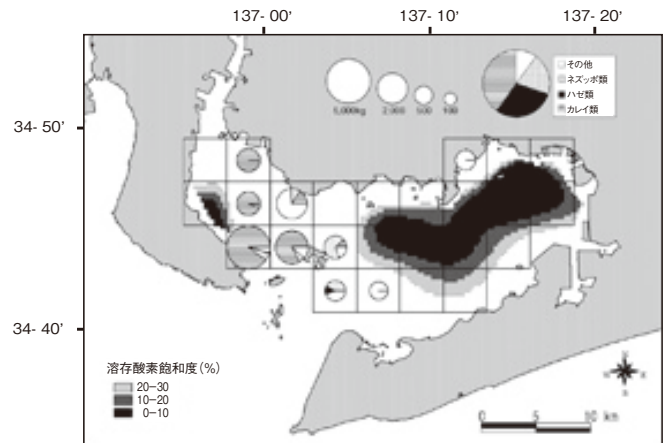 137- 00' 137- 10' 137- 20'
34- 50'
34- 40'
5,000kg 2,000 500 100
その他
ネズッポ類
ハゼ類
カレイ類
溶存酸素飽和度(%)
20−30
10−20
0−10
0 5 10 km